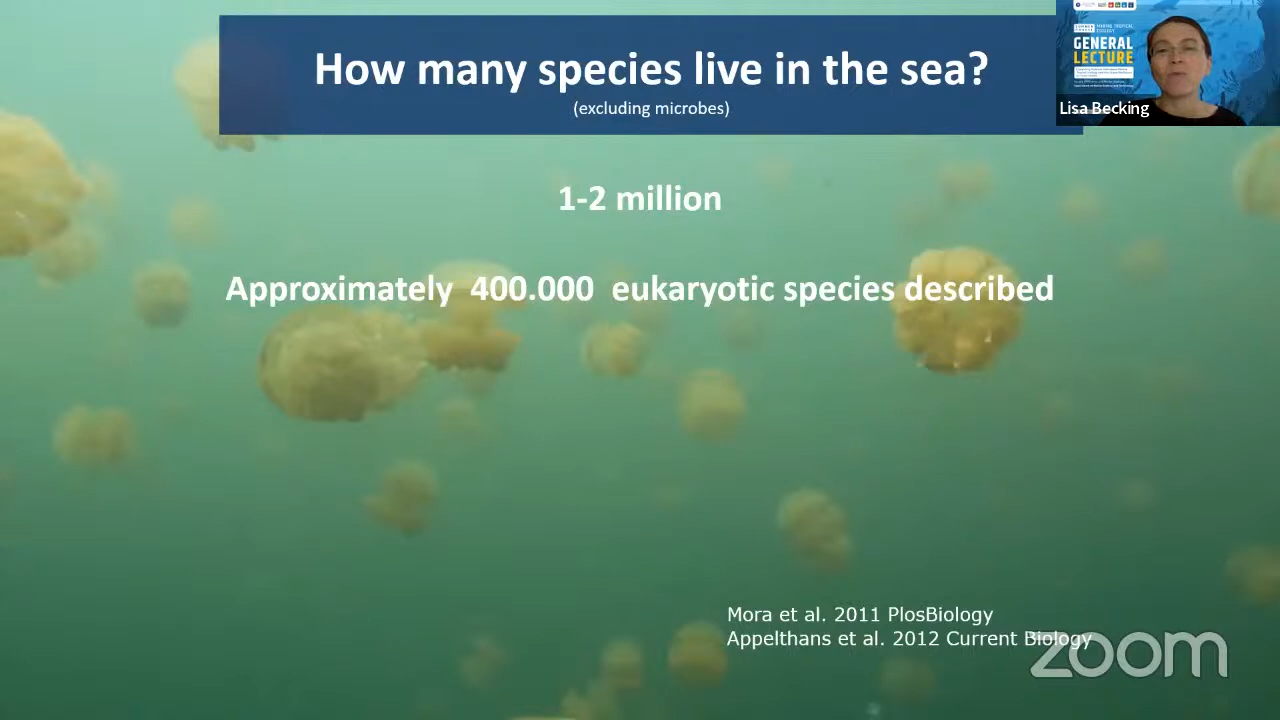 How many species live in the sea?
(excluding microbes)
GENERAL
LECTURE
Lisa Becking
1-2 million
Approximately 400.000 eukaryotic species described
Mora et al. 2011 PlosBiology
Appelthans et al. 2012 Current Biology
zoom